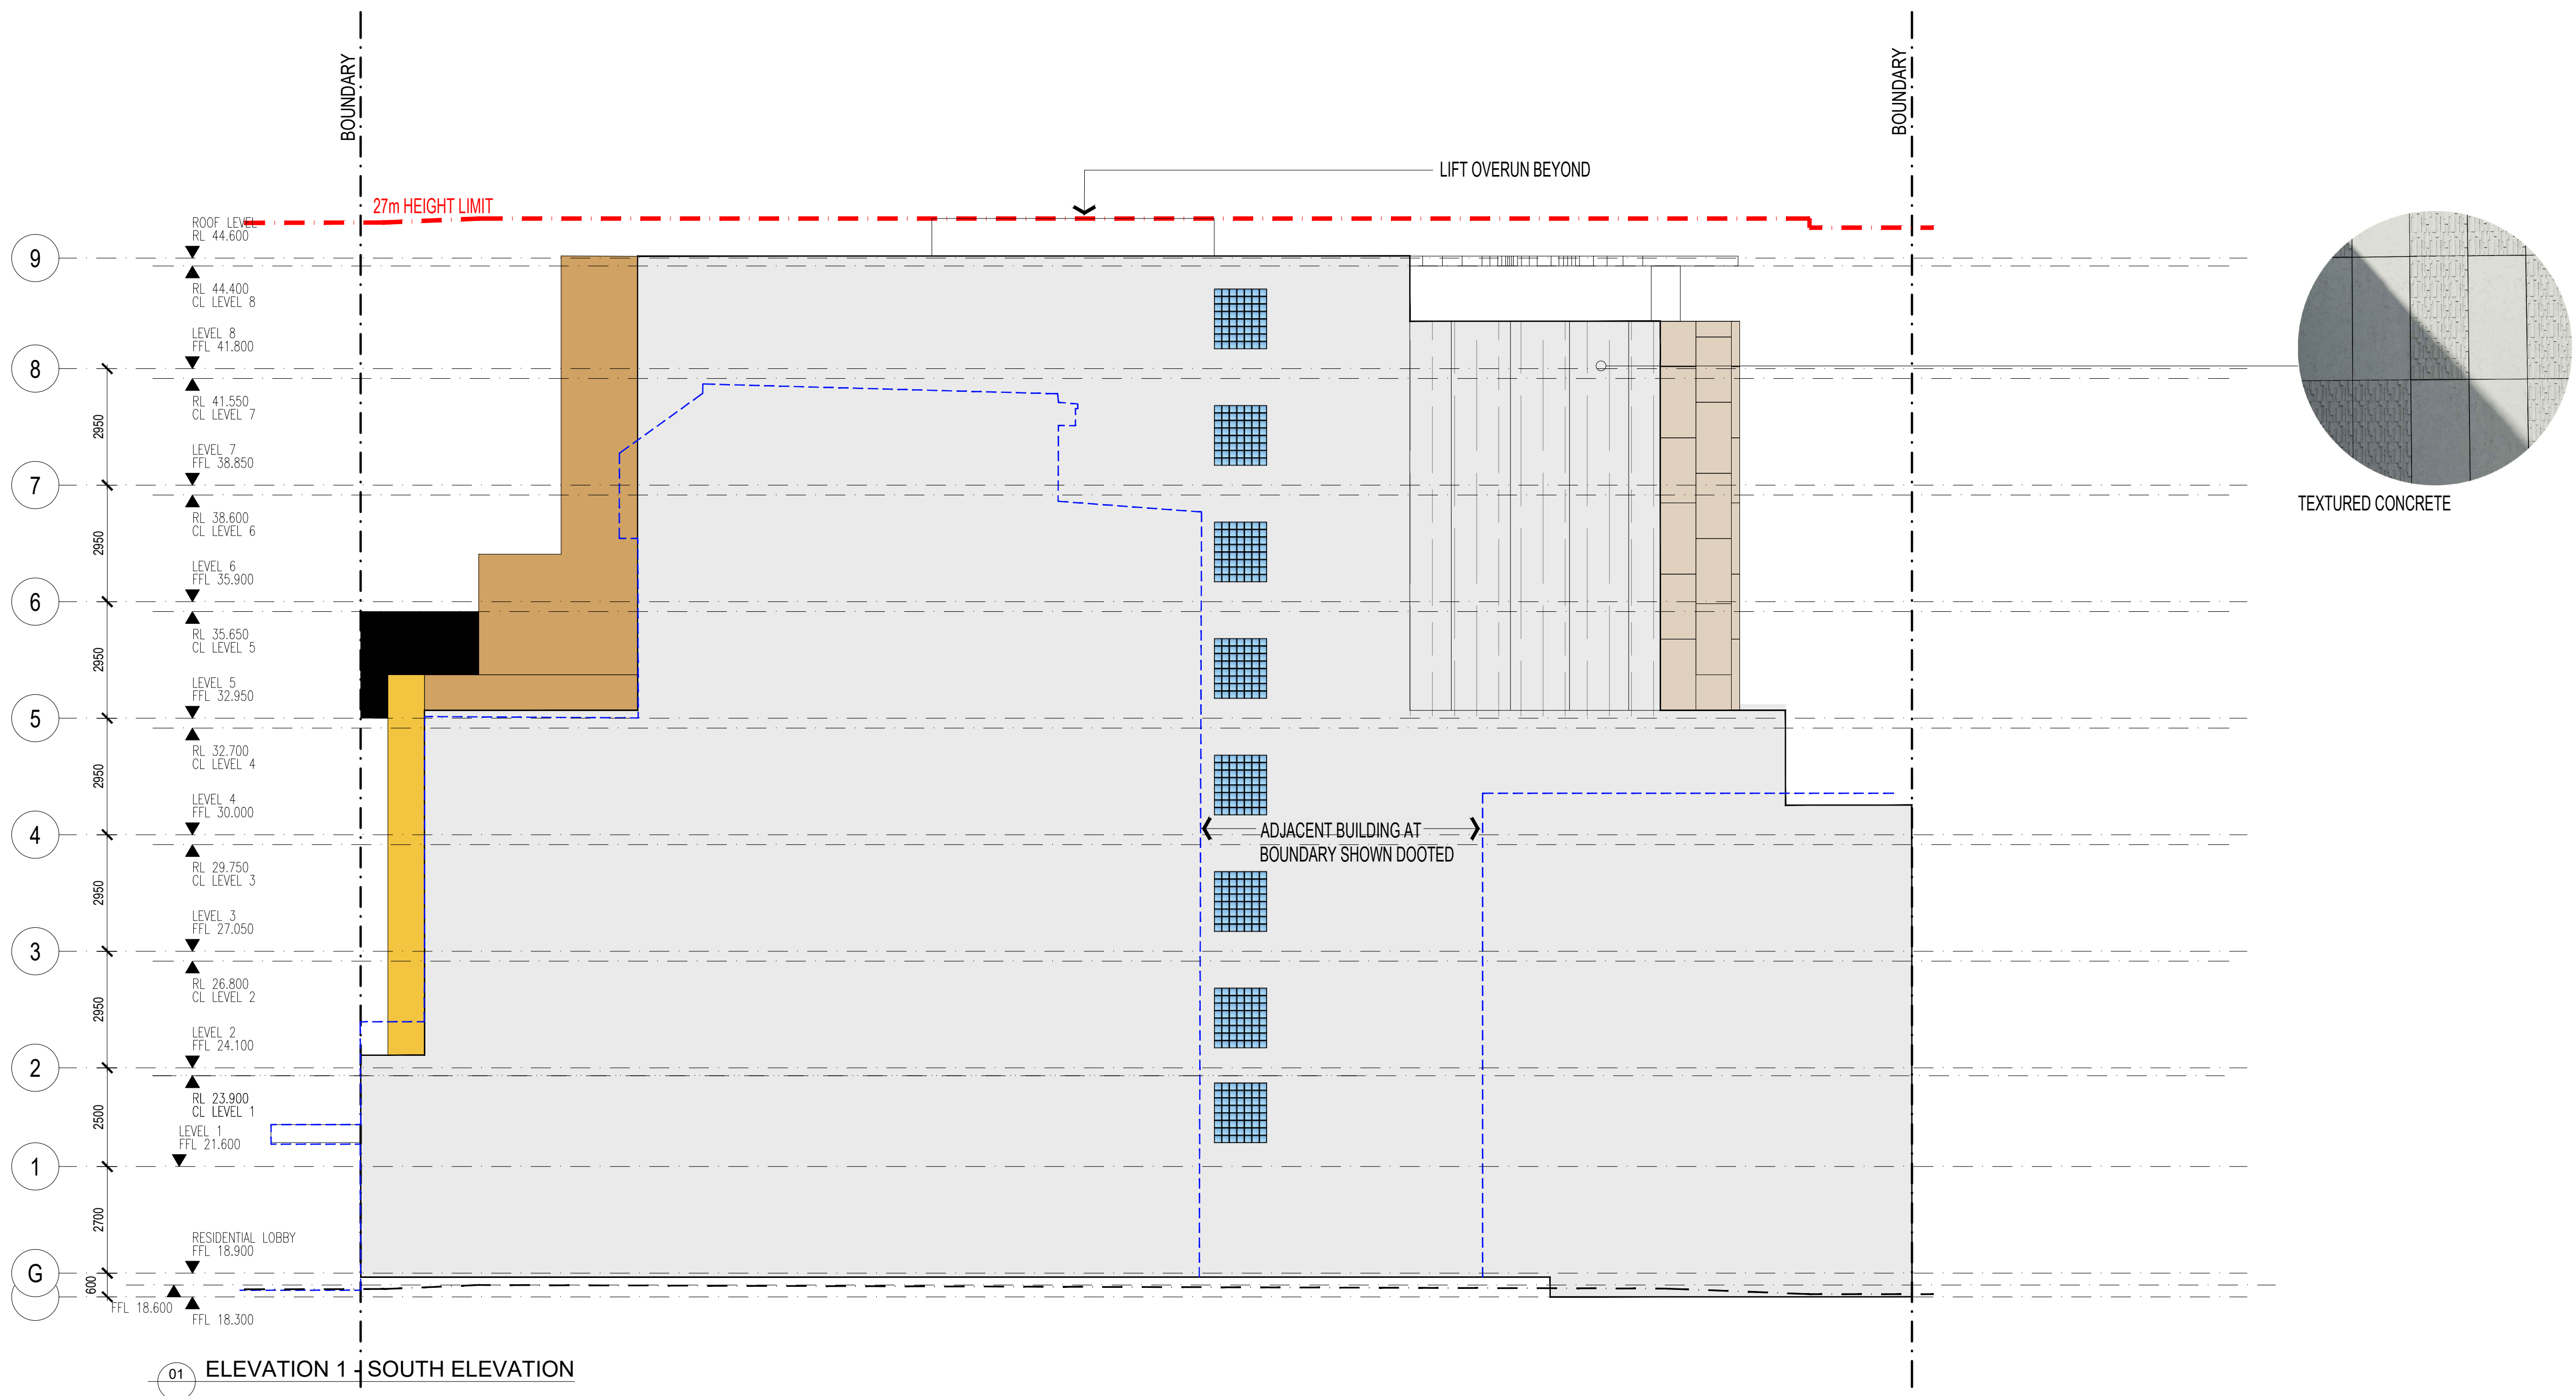 BOUNDARY
BOUNDARY
LIFT OVERUN BEYOND
27m HEIGHT LIMIT
ROOF LEVEL
RL 44.600
9
RL 44.400
CL LEVEL 8
LEVEL 8
FFL 41.800
8
RL 41.550
CL LEVEL 7
2950
LEVEL 7
FFL 38.850
7
TEXTURED CONCRETE
RL 38.600
CL LEVEL 6
2950
LEVEL 6
FFL 35.900
6
RL 35.650
CL LEVEL 5
2950
LEVEL 5
FFL 32.950
5
RL 32.700
CL LEVEL 4
2950
LEVEL 4
FFL 30.000
4
ADJACENT BUILDING AT
BOUNDARY SHOWN DOOTED
RL 29.750
CL LEVEL 3
2950
LEVEL 3
FFL 27.050
3
RL 26.800
CL LEVEL 2
2950
LEVEL 2
FFL 24.100
2
RL 23.900
CL LEVEL 1
2500
LEVEL 1
FFL 21.600
1
2700
RESIDENTIAL LOBBY
FFL 18.900
G
600
FFL 18.600
FFL 18.300
01 ELEVATION 1 - SOUTH ELEVATION